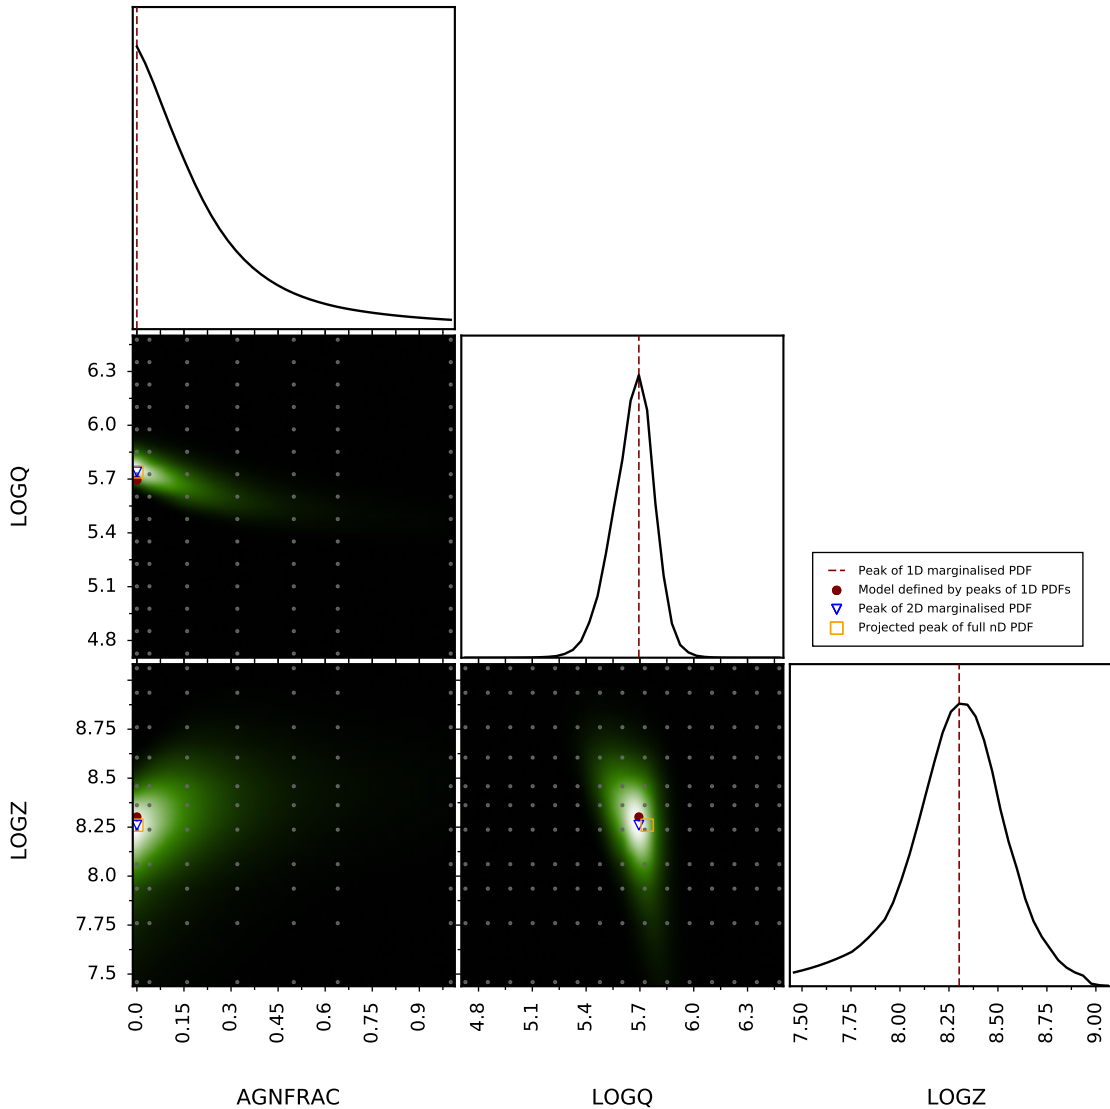 6.3
6.0
5.7
5.4
5.1
4.8
LOGQ
Peak of 1D marginalised PDF
Model defined by peaks of 1D PDFs
Peak of 2D marginalised PDF
Projected peak of full nD PDF
8.75
8.5
8.25
8.0
7.75
7.5
LOGZ
0.0 0.15 0.3 0.45 0.6 0.75 0.9
4.8 5.1 5.4 5.7 6.0 6.3
7.50 7.75 8.00 8.25 8.50 8.75 9.00
AGNFRAC LOGQ LOGZ